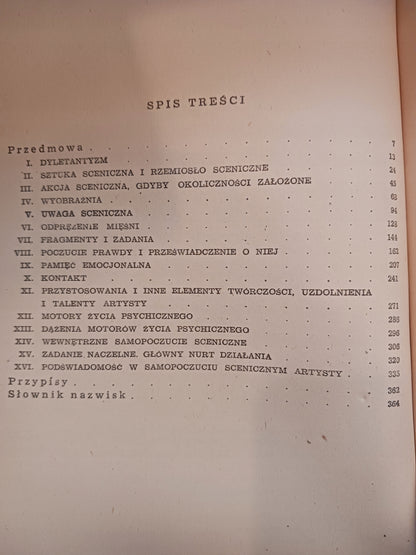 SPIS TREŚCI
Przedmowa . . . . . . . . . . . 7
I. DYLETANTYZM . . . . . . . . . . 13
II. SZTUKA SCENICZNA I RZEMIOSŁO SCENICZNE . . . . 24
III. AKCJA SCENICZNA, GDYBY OKOLICZNOŚCI ZAŁOŻONE . . 45
IV. WYOBRAŹNIA . . . . . . . . . . 68
V. UWAGA SCENICZNA . . . . . . . . . 94
VI. ODPRĘŻENIE MIĘŚNI . . . . . . . . 128
VII. FRAGMENTY I ZADANIA . . . . . . . . 144
VIII. POCZUCIE PRAWDY I PRZEŚWIADCZENIE O NIEJ . . . 162
IX. PAMIĘĆ EMOCJONALNA . . . . . . . . 207
X. KONTAKT . . . . . . . . . . . 241
XI. PRZYSTOSOWANIA I INNE ELEMENTY TWÓRCZOŚCI, UZDOLNIENIA
I TALENTY ARTYSTY . . . . . . . . . 271
XII. MOTORY ŻYCIA PSYCHICZNEGO . . . . . . 286
XIII. DĄŻENIA MOTORÓW ŻYCIA PSYCHICZNEGO . . . . 298
XIV. WEWNĘTRZNE SAMOPOCZUCIE SCENICZNE . . . . 306
XV. ZADANIE NACZELNE. GŁÓWNY NURT DZIAŁANIA . . . 320
XVI. PODŚWIADOMOŚĆ W SAMOPOCZUCIU SCENICZNYM ARTYSTY . 335
Przypisy . . . . . . . . . . . 362
Słownik nazwisk . . . . . . . . . . 364